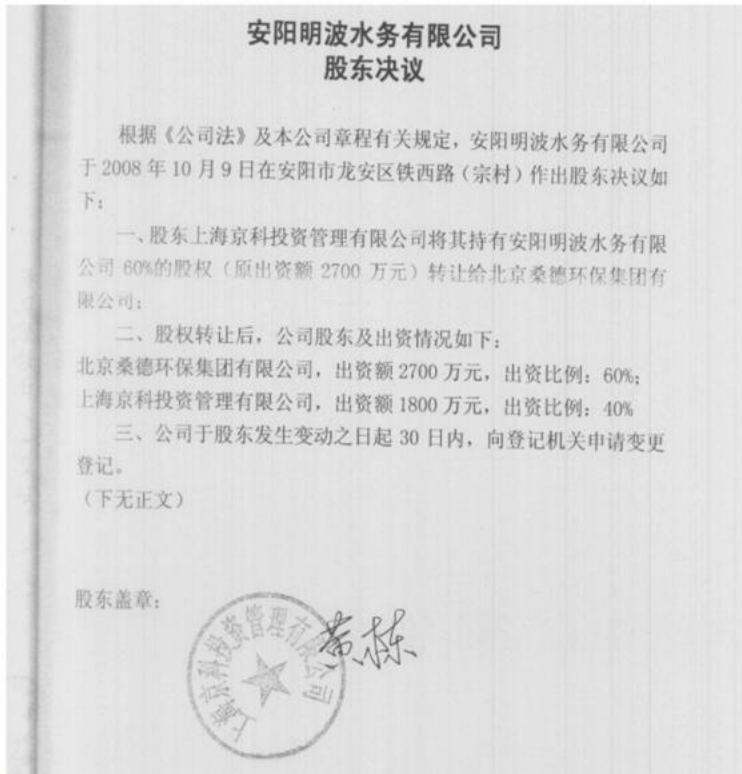 安阳明波水务有限公司
股东决议
根据《公司法》及本公司章程有关规定，安阳明波水务有限公司
于2008年10月9日在安阳市龙安区铁西路（宗村）作出股东决议如
下：
一、股东上海京科投资管理有限公司将其持有安阳明波水务有限
公司60%的股权（原出资额2700万元）转让给北京桑德环保集团有
限公司；
二、股权转让后，公司股东及出资情况如下：
北京桑德环保集团有限公司，出资额2700万元，出资比例：60%；
上海京科投资管理有限公司，出资额1800万元，出资比例：40%
三、公司于股东发生变动之日起30日内，向登记机关申请变更
登记。
（下无正文）
股东盖章：
上海京科投资管理有限公司
黄栋